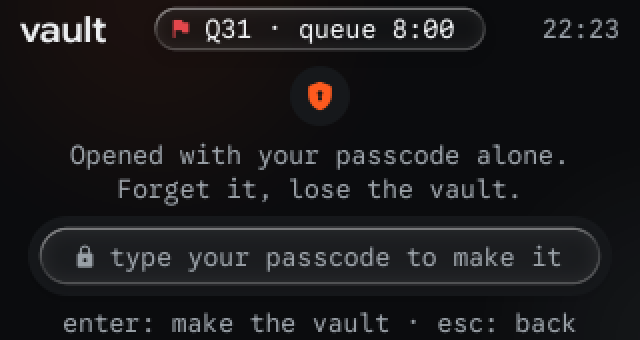 vault
Q31 · queue 8:00
22:23
Opened with your passcode alone.
Forget it, lose the vault.
type your passcode to make it
enter: make the vault · esc: back